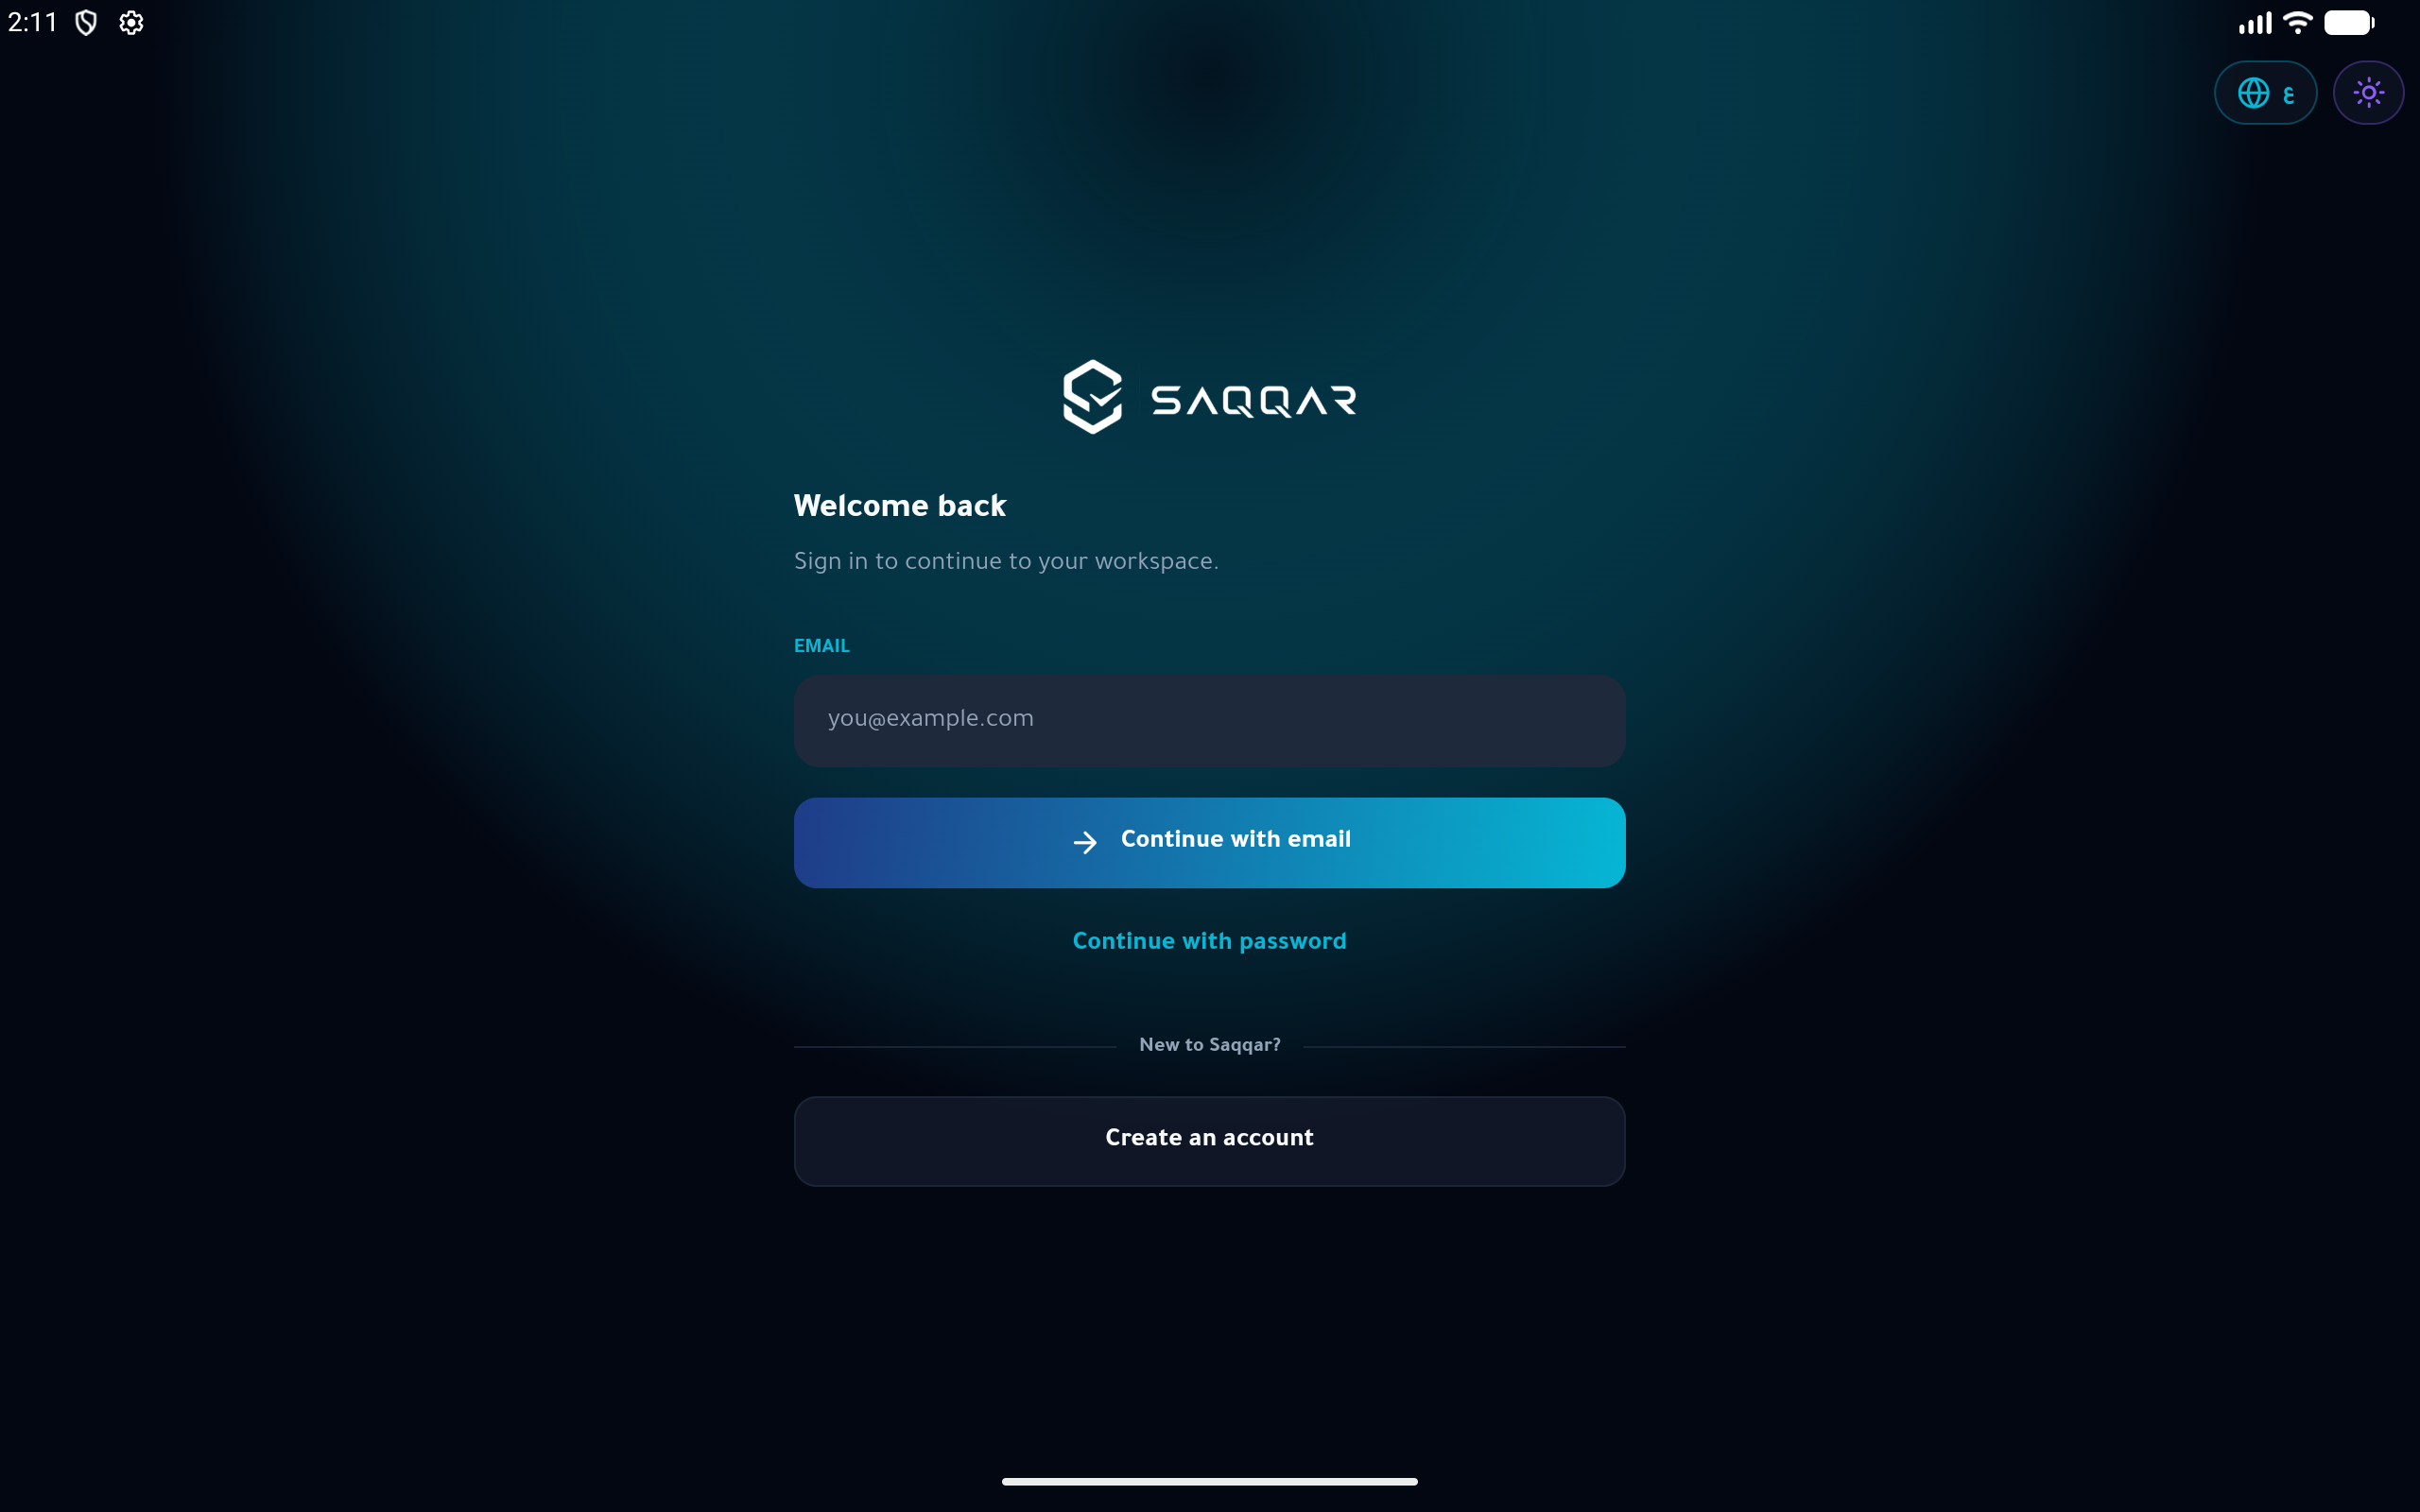 2:11
ع
SAQQAR
Welcome back
Sign in to continue to your workspace.
EMAIL
you@example.com
Continue with email
Continue with password
New to Saqqar?
Create an account